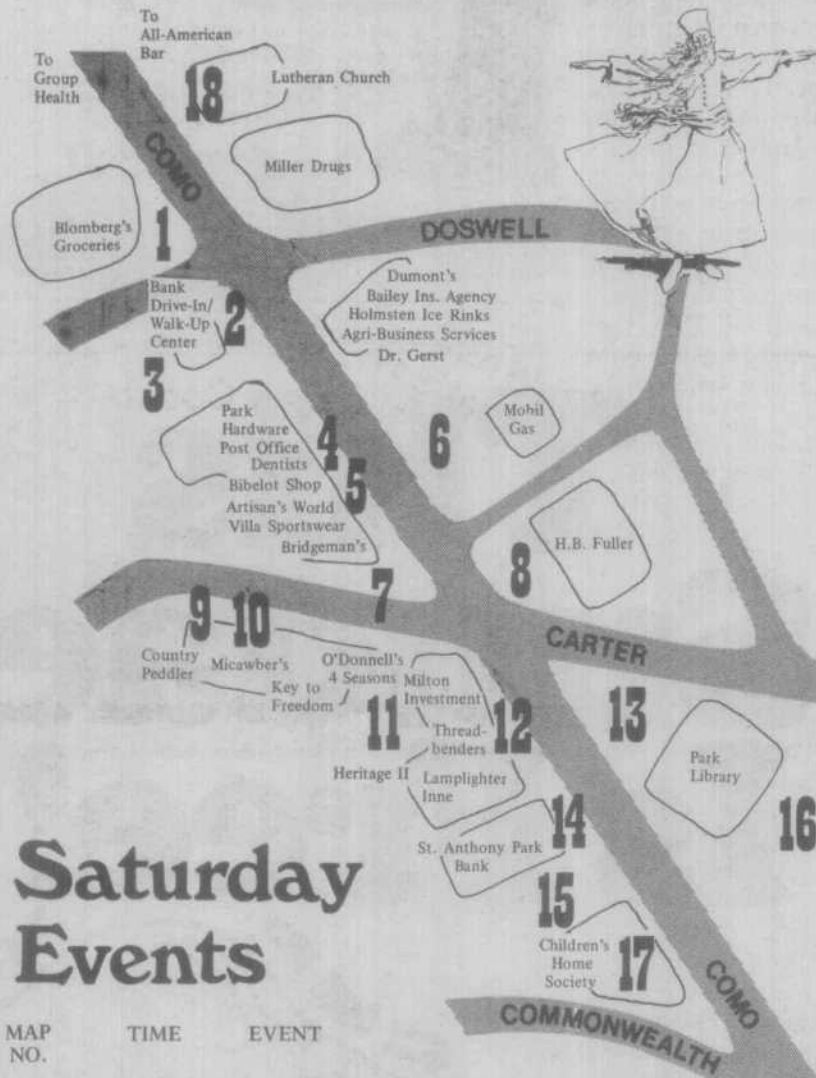 To
All-American
Bar
To
Group
Health
18
Lutheran Church
COMO
Miller Drugs
Blomberg's
Groceries
1
DOSWELL
Bank
Drive-In/
Walk-Up
Center
2
3
Dumont's
Bailey Ins. Agency
Holmsten Ice Rinks
Agri-Business Services
Dr. Gerst
Park
Hardware
Post Office
Dentists
Bibelot Shop
Artisan's World
Villa Sportswear
Bridgeman's
4
5
6
Mobil
Gas
7
8
H.B. Fuller
9
10
CARTER
Country
Peddler
Micawber's
Key to
Freedom
O'Donnell's
4 Seasons
Milton
Investment
11
Thread-
benders
12
13
Heritage II
Lamplighter
Inne
Park
Library
14
St. Anthony Park
Bank
16
15
Children's
Home
Society
17
COMO
COMMONWEALTH
Saturday
Events
MAP NO. TIME EVENT